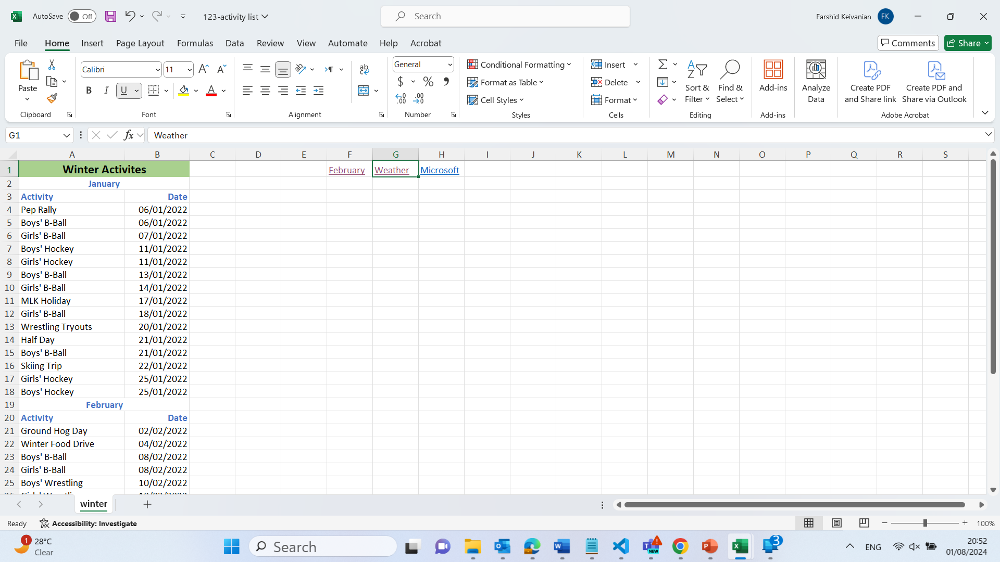 AutoSave Off 123-activity list Search Farshid Keivanian FK
File Home Insert Page Layout Formulas Data Review View Automate Help Acrobat Comments Share
Paste
Clipboard
Calibri 11
B I U
Font
Alignment
General
$ % ,
Number
Conditional Formatting
Format as Table
Cell Styles
Styles
Insert
Delete
Format
Cells
Sort &
Filter
Find &
Select
Editing
Add-ins
Add-ins
Analyze
Data
Create PDF
and Share link
Create PDF and
Share via Outlook
Adobe Acrobat
G1 fx Weather
A B C D E F G H I J K L M N O P Q R S
1 Winter Activites February Weather Microsoft
2 January
3 Activity Date
4 Pep Rally 06/01/2022
5 Boys' B-Ball 06/01/2022
6 Girls' B-Ball 07/01/2022
7 Boys' Hockey 11/01/2022
8 Girls' Hockey 11/01/2022
9 Boys' B-Ball 13/01/2022
10 Girls' B-Ball 14/01/2022
11 MLK Holiday 17/01/2022
12 Girls' B-Ball 18/01/2022
13 Wrestling Tryouts 20/01/2022
14 Half Day 21/01/2022
15 Boys' B-Ball 21/01/2022
16 Skiing Trip 22/01/2022
17 Girls' Hockey 25/01/2022
18 Boys' Hockey 25/01/2022
19 February
20 Activity Date
21 Ground Hog Day 02/02/2022
22 Winter Food Drive 04/02/2022
23 Boys' B-Ball 08/02/2022
24 Girls' B-Ball 08/02/2022
25 Boys' Wrestling 10/02/2022
winter
Ready Accessibility: Investigate 100%
1 28°C
Clear
Search
NEW
3
ENG
20:52
01/08/2024